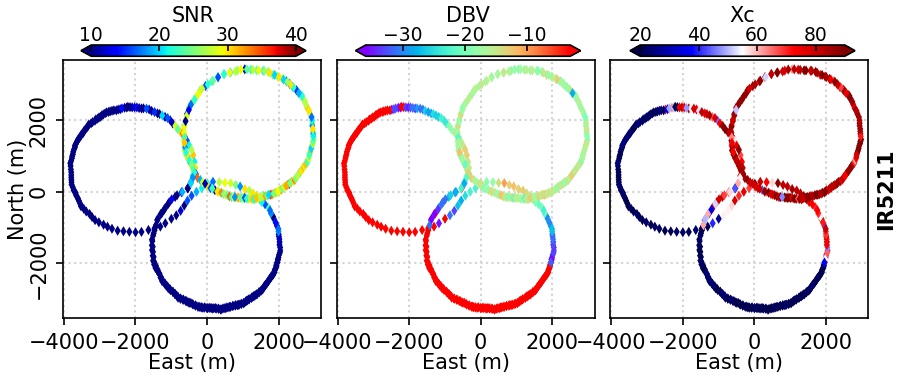 SNR DBV Xc
10 20 30 40 −30 −20 −10 20 40 60 80
North (m)
2000
0
−2000
IR5211
−4000 −2000 0 2000 −4000 −2000 0 2000 −4000 −2000 0 2000
East (m) East (m) East (m)